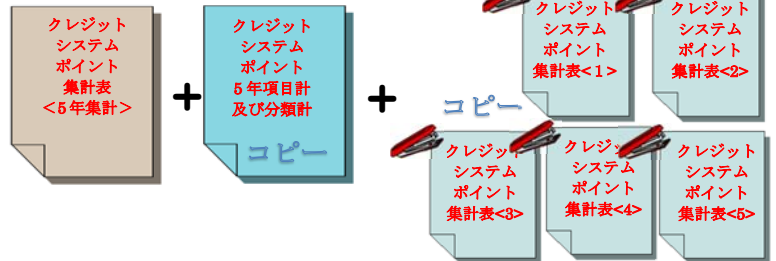 クレジット
システム
ポイント
集計表
＜５年集計＞
+
クレジット
システム
ポイント
５年項目計
及び分類計
コピー
+
コピー
クレジット
システム
ポイント
集計表<1>
クレジット
システム
ポイント
集計表<2>
クレジット
システム
ポイント
集計表<3>
クレジット
システム
ポイント
集計表<4>
クレジット
システム
ポイント
集計表<5>